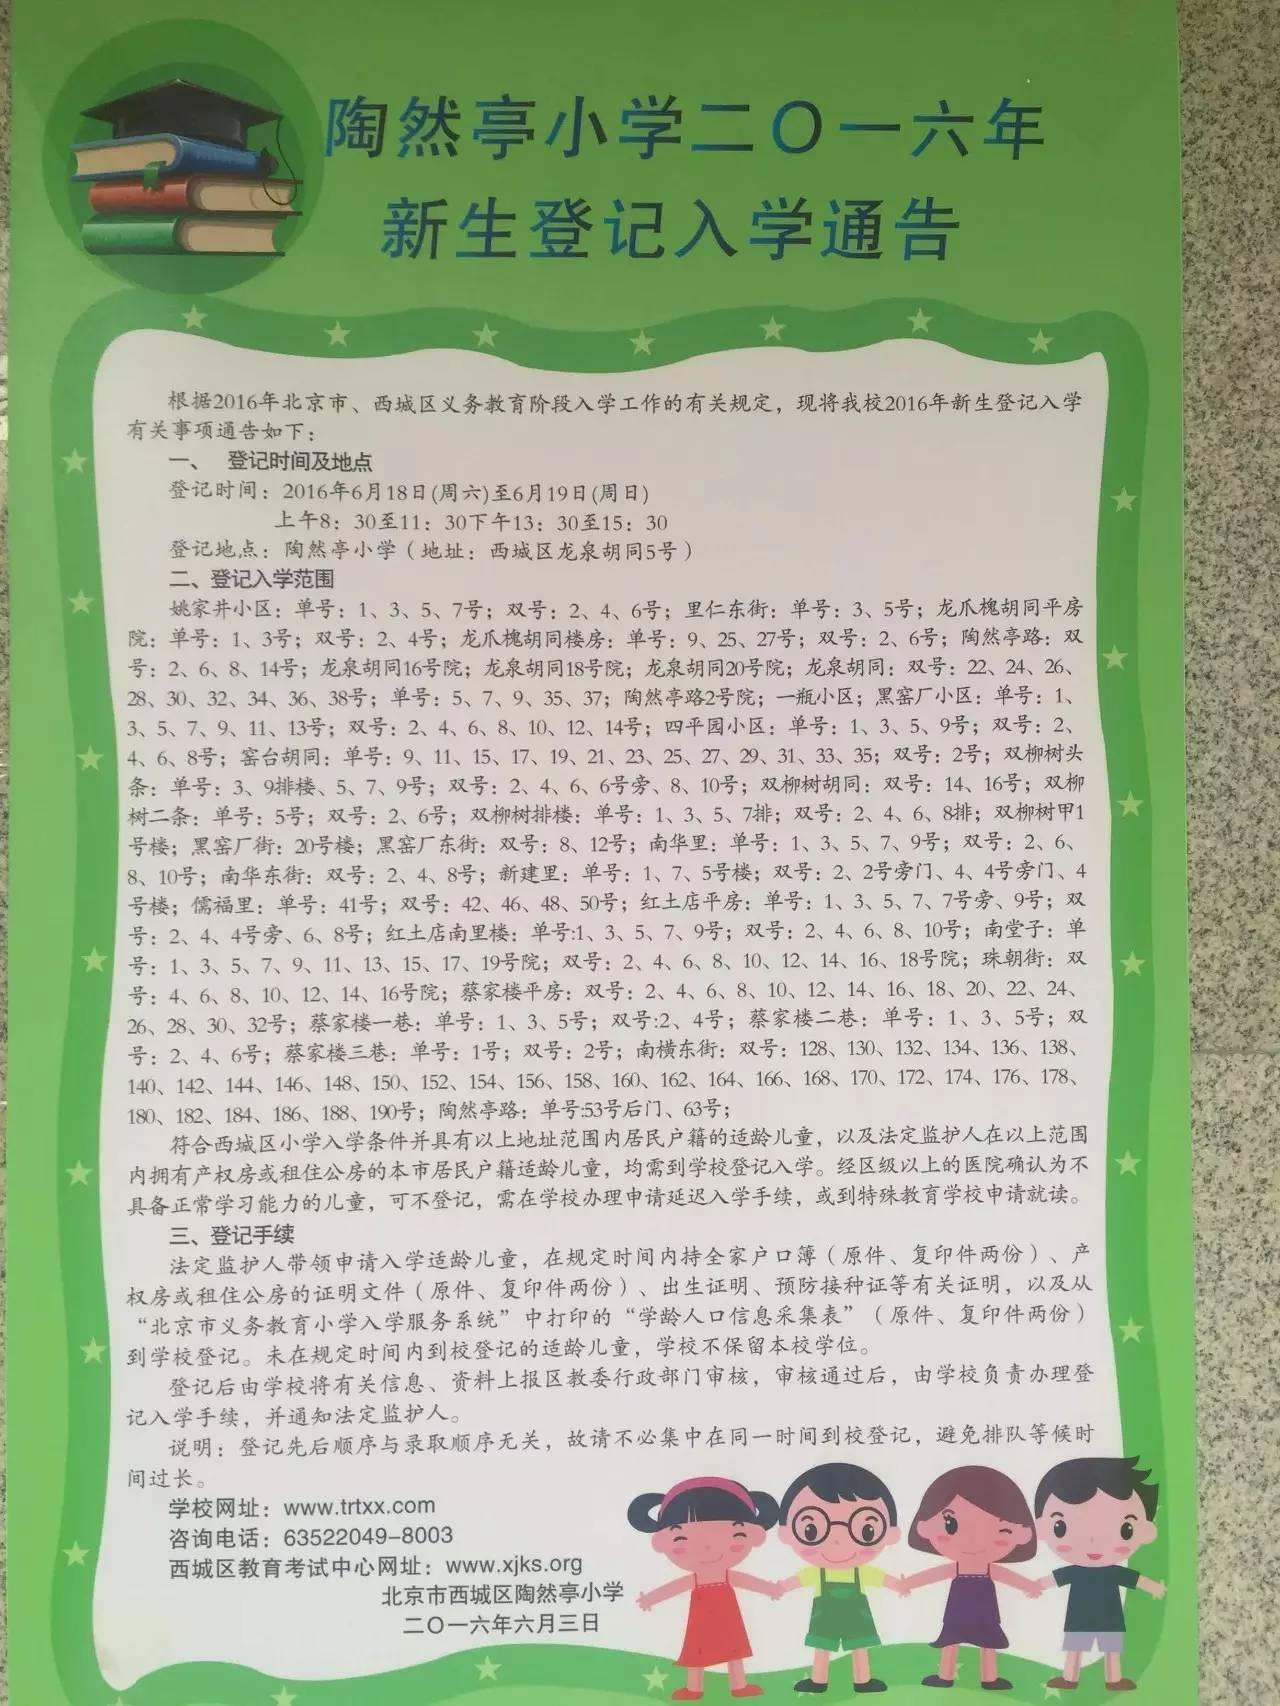 陶然亭小学二〇一六年
新生登记入学通告
根据2016年北京市、西城区义务教育阶段入学工作的有关规定，现将我校2016年新生登记入学
有关事项通告如下：
一、 登记时间及地点
登记时间：2016年6月18日(周六)至6月19日(周日)
上午8：30至11：30下午13：30至15：30
登记地点：陶然亭小学（地址：西城区龙泉胡同5号）
二、登记入学范围
姚家井小区：单号：1、3、5、7号；双号：2、4、6号；里仁东街：单号：3、5号；龙爪槐胡同平房
院：单号：1、3号；双号：2、4号；龙爪槐胡同楼房：单号：9、25、27号；双号：2、6号；陶然亭路：双
号：2、6、8、14号；龙泉胡同16号院；龙泉胡同18号院；龙泉胡同20号院；龙泉胡同：双号：22、24、26、
28、30、32、34、36、38号；单号：5、7、9、35、37；陶然亭路2号院；一瓶小区；黑窑厂小区：单号：1、
3、5、7、9、11、13号；双号：2、4、6、8、10、12、14号；四平园小区：单号：1、3、5、9号；双号：2、
4、6、8号；窑台胡同：单号：9、11、15、17、19、21、23、25、27、29、31、33、35；双号：2号；双柳树头
条：单号：3、9排楼、5、7、9号；双号：2、4、6、6号旁、8、10号；双柳树胡同：双号：14、16号；双柳
树二条：单号：5号；双号：2、6号；双柳树排楼：单号：1、3、5、7排；双号：2、4、6、8排；双柳树甲1
号楼；黑窑厂街：20号楼；黑窑厂东街：双号：8、12号；南华里：单号：1、3、5、7、9号；双号：2、6、
8、10号；南华东街：双号：2、4、8号；新建里：单号：1、7、5号楼；双号：2、2号旁门、4、4号旁门、4
号楼；儒福里：单号：41号；双号：42、46、48、50号；红土店平房：单号：1、3、5、7、7号旁、9号；双
号：2、4、4号旁、6、8号；红土店南里楼：单号:1、3、5、7、9号；双号：2、4、6、8、10号；南堂子：单
号：1、3、5、7、9、11、13、15、17、19号院；双号：2、4、6、8、10、12、14、16、18号院；珠朝街：双
号：4、6、8、10、12、14、16号院；蔡家楼平房：双号：2、4、6、8、10、12、14、16、18、20、22、24、
26、28、30、32号；蔡家楼一巷：单号：1、3、5号；双号:2、4号；蔡家楼二巷：单号：1、3、5号；双
号：2、4、6号；蔡家楼三巷：单号：1号；双号：2号；南横东街：双号：128、130、132、134、136、138、
140、142、144、146、148、150、152、154、156、158、160、162、164、166、168、170、172、174、176、178、
180、182、184、186、188、190号；陶然亭路：单号:53号后门、63号；
符合西城区小学入学条件并具有以上地址范围内居民户籍的适龄儿童，以及法定监护人在以上范围
内拥有产权房或租住公房的本市居民户籍适龄儿童，均需到学校登记入学。经区级以上的医院确认为不
具备正常学习能力的儿童，可不登记，需在学校办理申请延迟入学手续，或到特殊教育学校申请就读。
三、登记手续
法定监护人带领申请入学适龄儿童，在规定时间内持全家户口簿（原件、复印件两份）、产
权房或租住公房的证明文件（原件、复印件两份）、出生证明、预防接种证等有关证明，以及从
“北京市义务教育小学入学服务系统”中打印的“学龄人口信息采集表”（原件、复印件两份）
到学校登记。未在规定时间内到校登记的适龄儿童，学校不保留本校学位。
登记后由学校将有关信息、资料上报区教委行政部门审核，审核通过后，由学校负责办理登
记入学手续，并通知法定监护人。
说明：登记先后顺序与录取顺序无关，故请不必集中在同一时间到校登记，避免排队等候时
间过长。
学校网址：www.trtxx.com
咨询电话：63522049-8003
西城区教育考试中心网址：www.xjks.org
北京市西城区陶然亭小学
二〇一六年六月三日